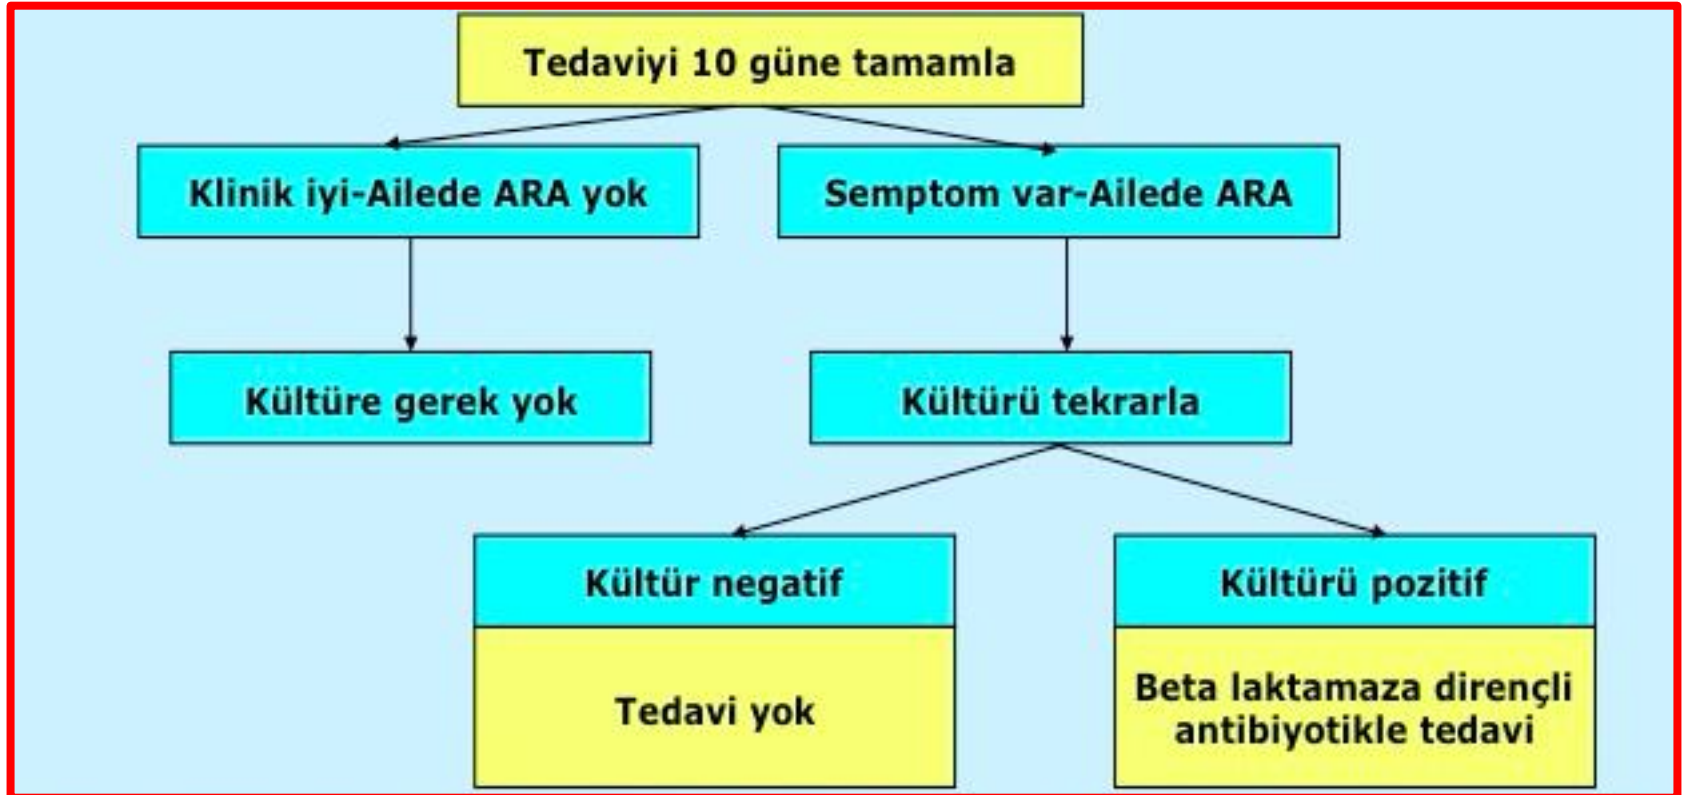 Tedaviyi 10 güne tamamla
Klinik iyi-Ailede ARA yok
Semptom var-Ailede ARA
Kültüre gerek yok
Kültürü tekrarla
Kültür negatif
Kültürü pozitif
Tedavi yok
Beta laktamaza dirençli
antibiyotikle tedavi